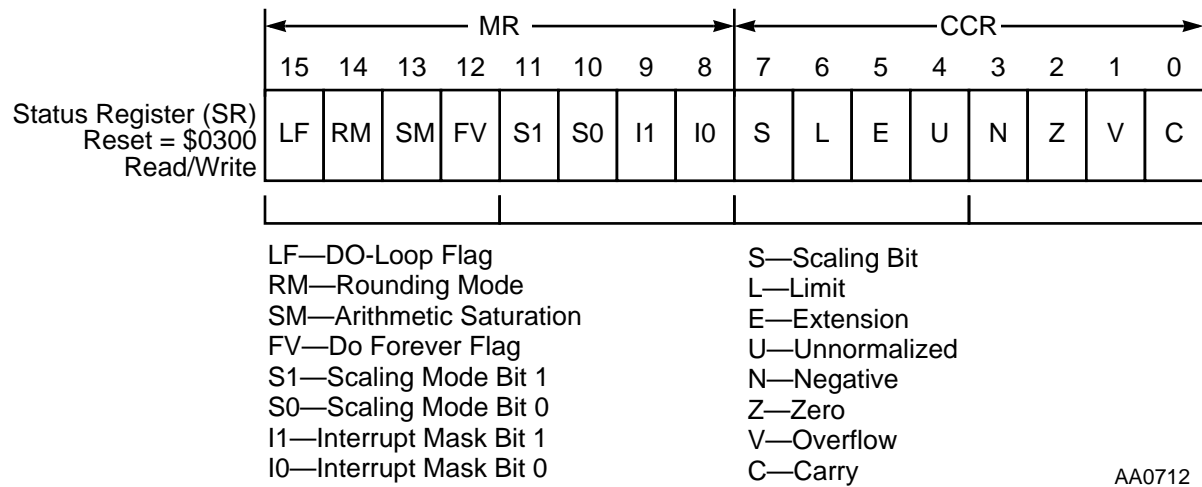 MR CCR
15 14 13 12 11 10 9 8 7 6 5 4 3 2 1 0
Status Register (SR)
Reset = $0300
Read/Write
LF RM SM FV S1 S0 I1 I0 S L E U N Z V C
LF—DO-Loop Flag
RM—Rounding Mode
SM—Arithmetic Saturation
FV—Do Forever Flag
S1—Scaling Mode Bit 1
S0—Scaling Mode Bit 0
I1—Interrupt Mask Bit 1
I0—Interrupt Mask Bit 0
S—Scaling Bit
L—Limit
E—Extension
U—Unnormalized
N—Negative
Z—Zero
V—Overflow
C—Carry
AA0712